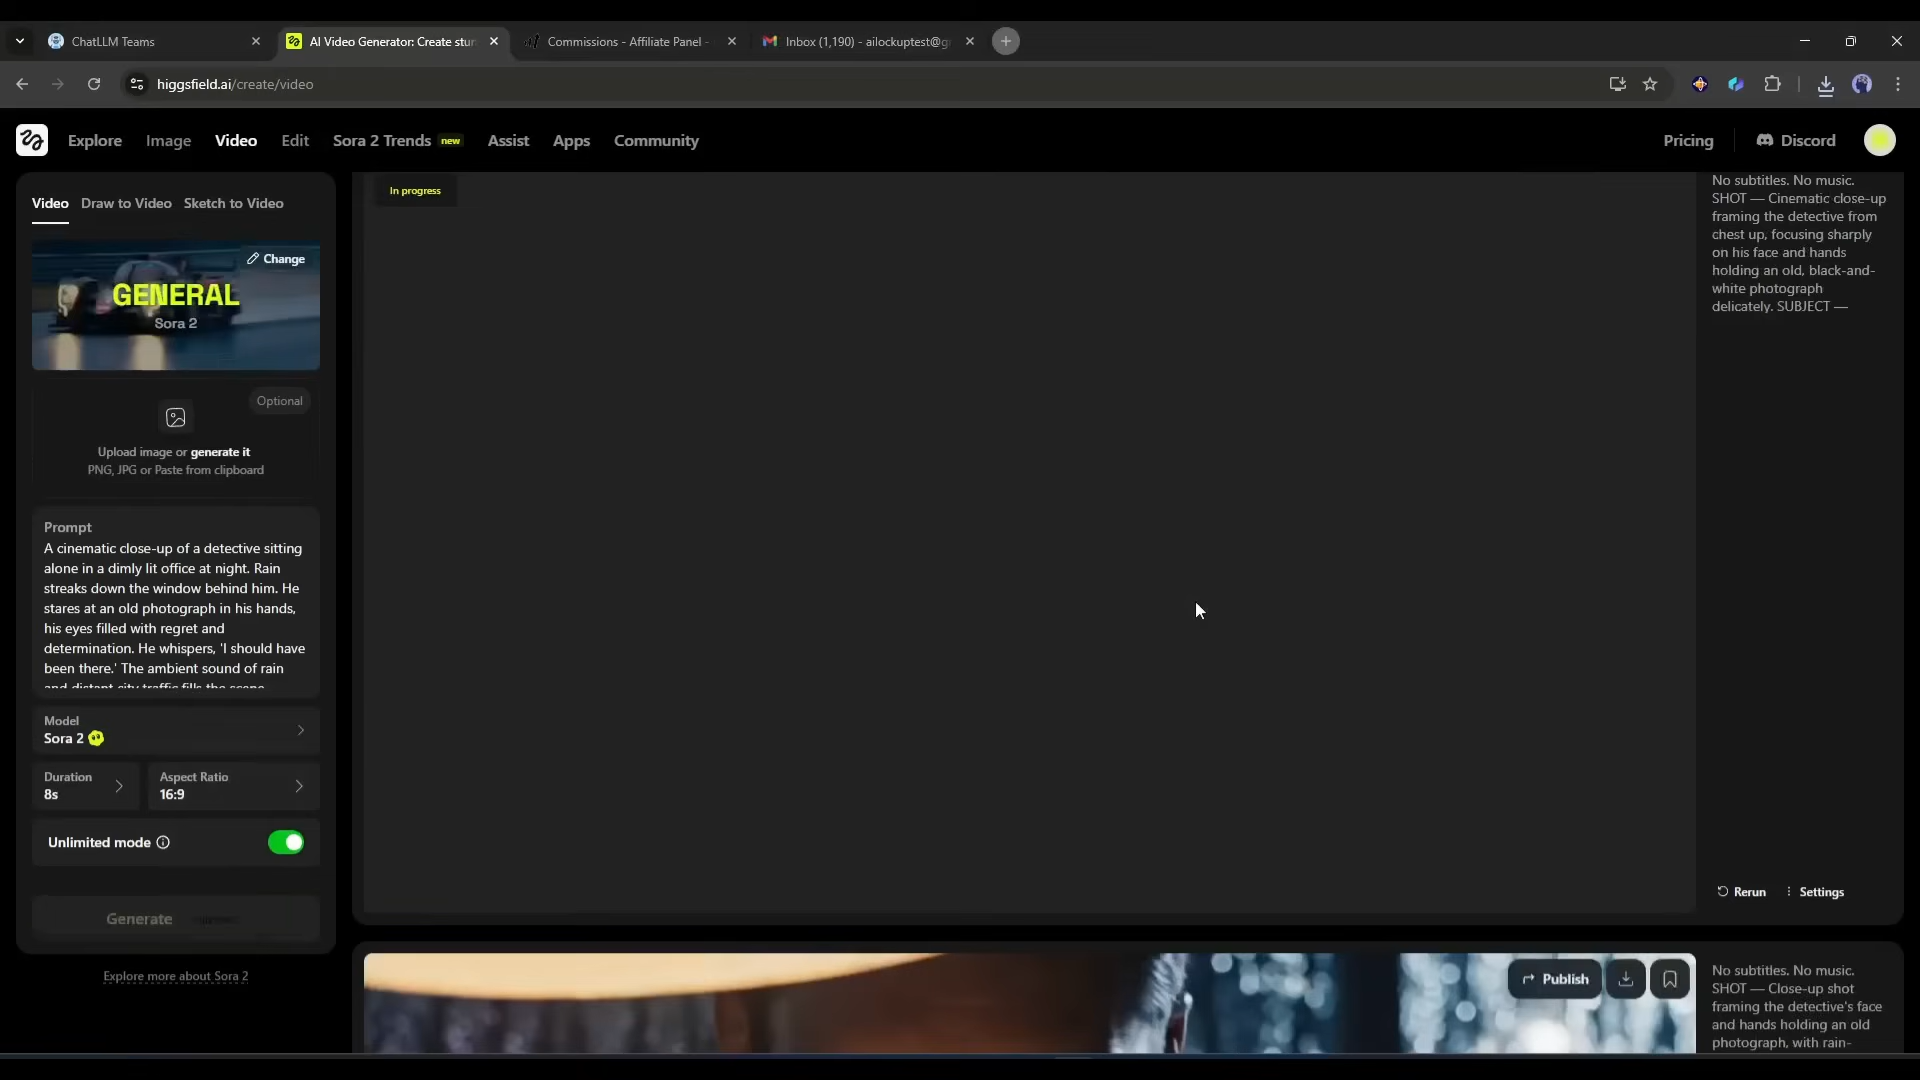 ChatLLM Teams
AI Video Generator: Create stun
Commissions - Affiliate Panel -
Inbox (1,190) - ailockuptest@g
higgsfield.ai/create/video
Explore
Image
Video
Edit
Sora 2 Trends new
Assist
Apps
Community
Pricing
Discord
Video
Draw to Video
Sketch to Video
Change
GENERAL
Sora 2
Optional
Upload image or generate it
PNG, JPG or Paste from clipboard
Prompt
A cinematic close-up of a detective sitting
alone in a dimly lit office at night. Rain
streaks down the window behind him. He
stares at an old photograph in his hands,
his eyes filled with regret and
determination. He whispers, 'I should have
been there.' The ambient sound of rain
and distant city traffic fills the scene
Model
Sora 2
Duration
8s
Aspect Ratio
16:9
Unlimited mode
Generate
Explore more about Sora 2
In progress
No subtitles. No music.
SHOT — Cinematic close-up
framing the detective from
chest up, focusing sharply
on his face and hands
holding an old, black-and-
white photograph
delicately. SUBJECT —
Rerun
Settings
Publish
No subtitles. No music.
SHOT — Close-up shot
framing the detective's face
and hands holding an old
photograph, with rain-